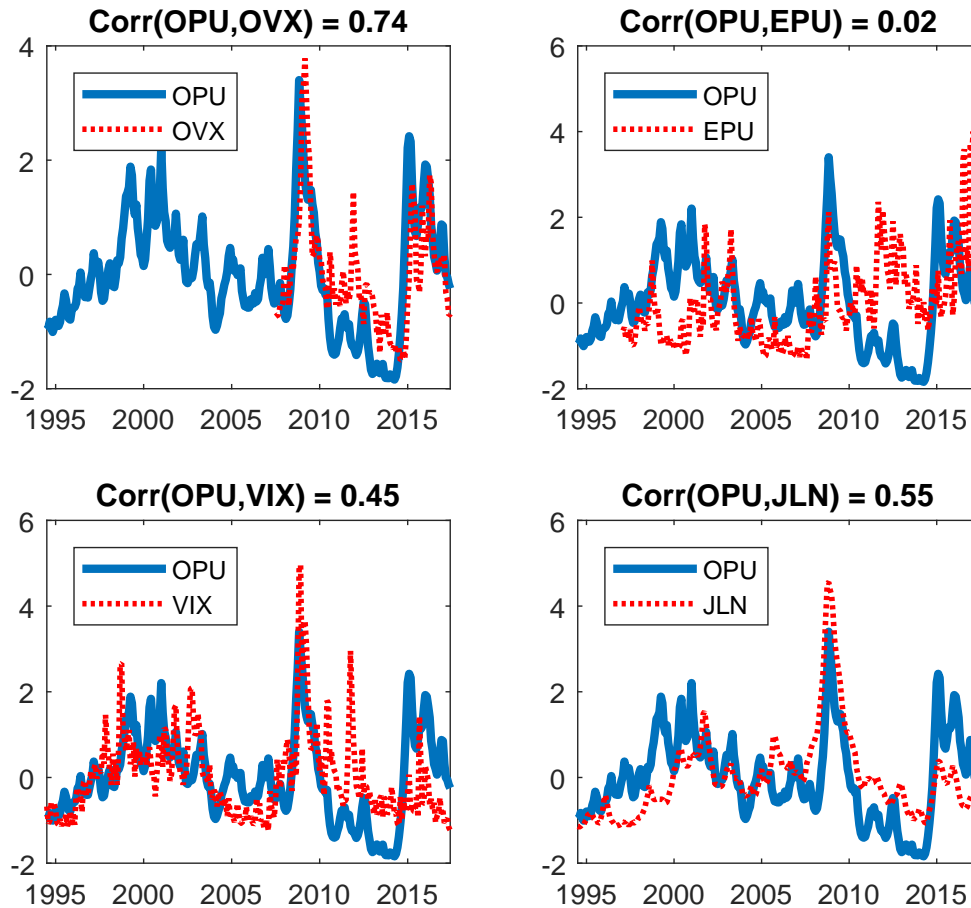 Corr(OPU,OVX) = 0.74
4
2
0
-2
OPU
OVX
1995 2000 2005 2010 2015
Corr(OPU,EPU) = 0.02
6
4
2
0
-2
OPU
EPU
1995 2000 2005 2010 2015
Corr(OPU,VIX) = 0.45
6
4
2
0
-2
OPU
VIX
1995 2000 2005 2010 2015
Corr(OPU,JLN) = 0.55
6
4
2
0
-2
OPU
JLN
1995 2000 2005 2010 2015